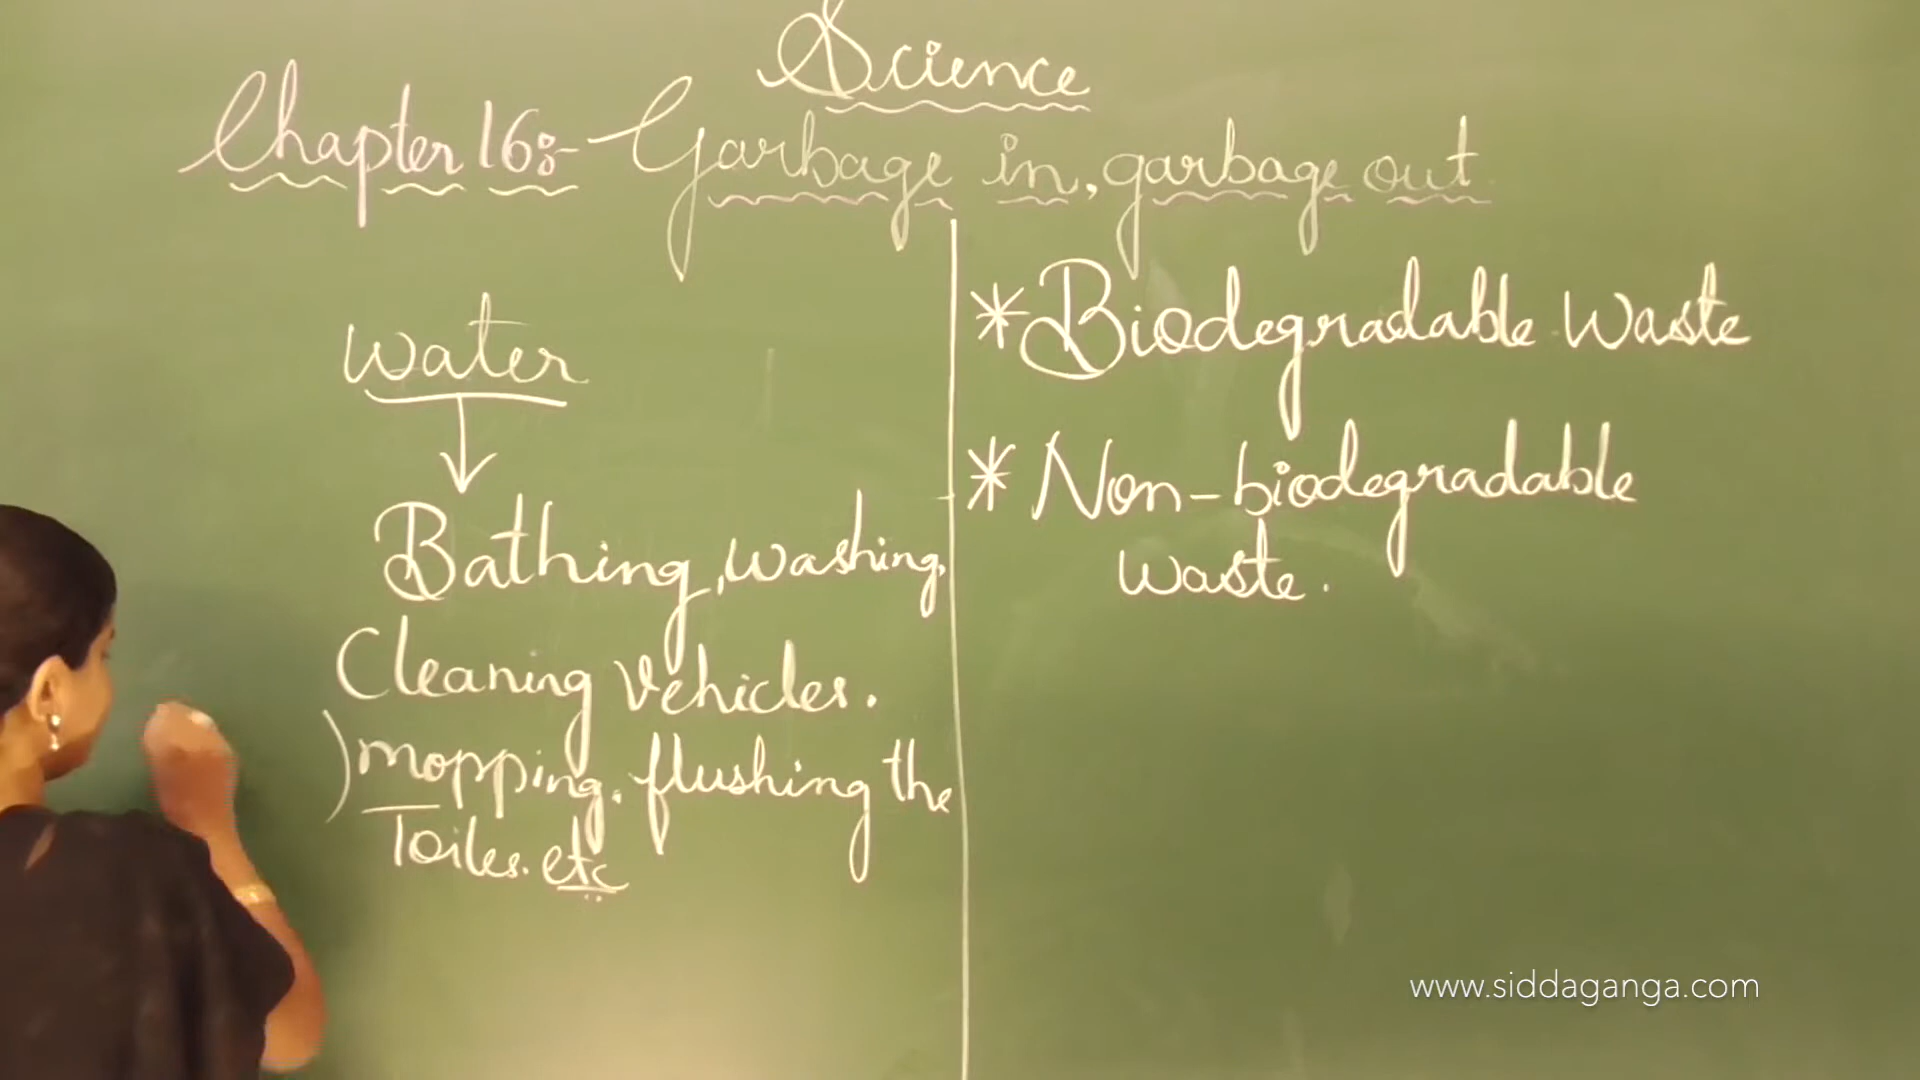 Science
Chapter 16:- Garbage in, garbage out
Water
Bathing, washing,
Cleaning vehicles.
mopping, flushing the
Toiles. etc
* Biodegradable Waste
* Non-biodegradable
waste.
www.siddaganga.com